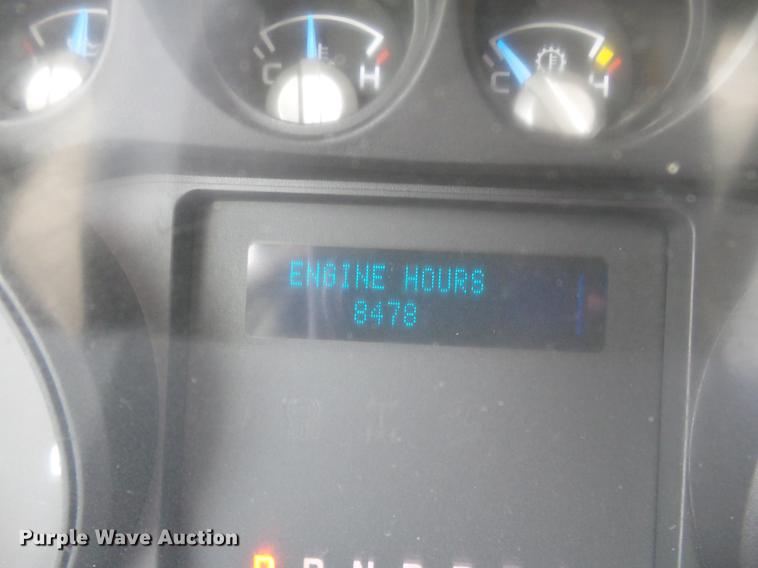 C H
C H
ENGINE HOURS
8478
P R N D
Purple Wave Auction